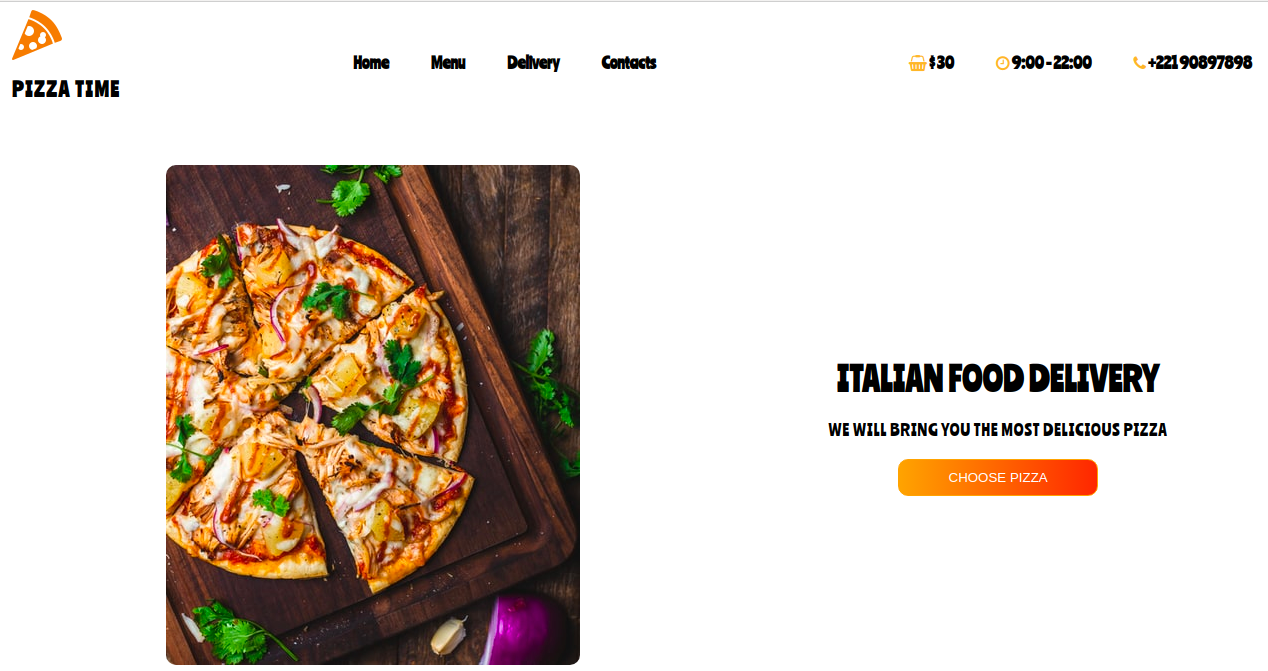 PIZZA TIME
Home Menu Delivery Contacts
$30 9:00 - 22:00 +221 90897898
ITALIAN FOOD DELIVERY
WE WILL BRING YOU THE MOST DELICIOUS PIZZA
CHOOSE PIZZA